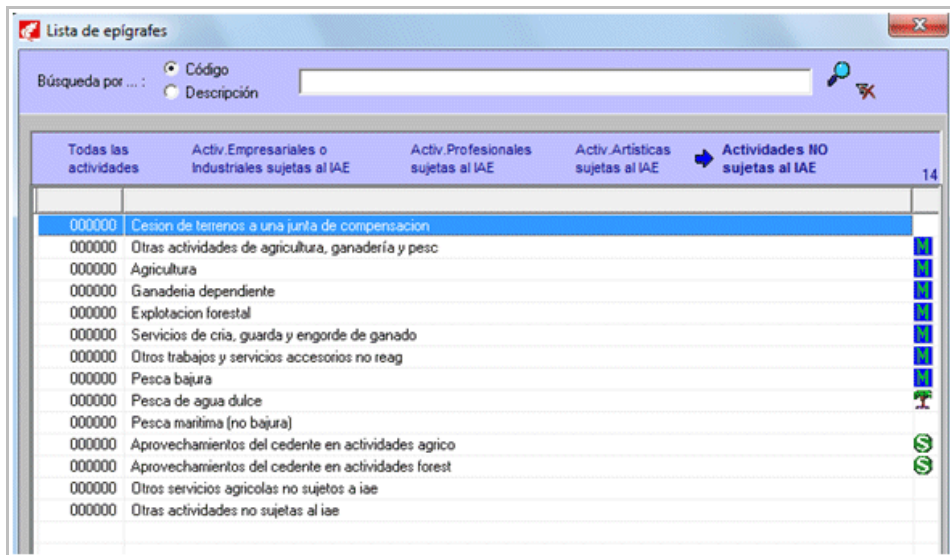 Lista de epígrafes
Búsqueda por ... :
Código
Descripción
Todas las actividades
Activ.Empresariales o Industriales sujetas al IAE
Activ.Profesionales sujetas al IAE
Activ.Artísticas sujetas al IAE
Actividades NO sujetas al IAE
14
000000 Cesion de terrenos a una junta de compensacion
000000 Otras actividades de agricultura, ganadería y pesc M
000000 Agricultura M
000000 Ganaderia dependiente M
000000 Explotacion forestal M
000000 Servicios de cria, guarda y engorde de ganado M
000000 Otros trabajos y servicios accesorios no reag M
000000 Pesca bajura M
000000 Pesca de agua dulce
000000 Pesca maritima (no bajura)
000000 Aprovechamientos del cedente en actividades agrico S
000000 Aprovechamientos del cedente en actividades forest S
000000 Otros servicios agricolas no sujetos a iae
000000 Otras actividades no sujetas al iae